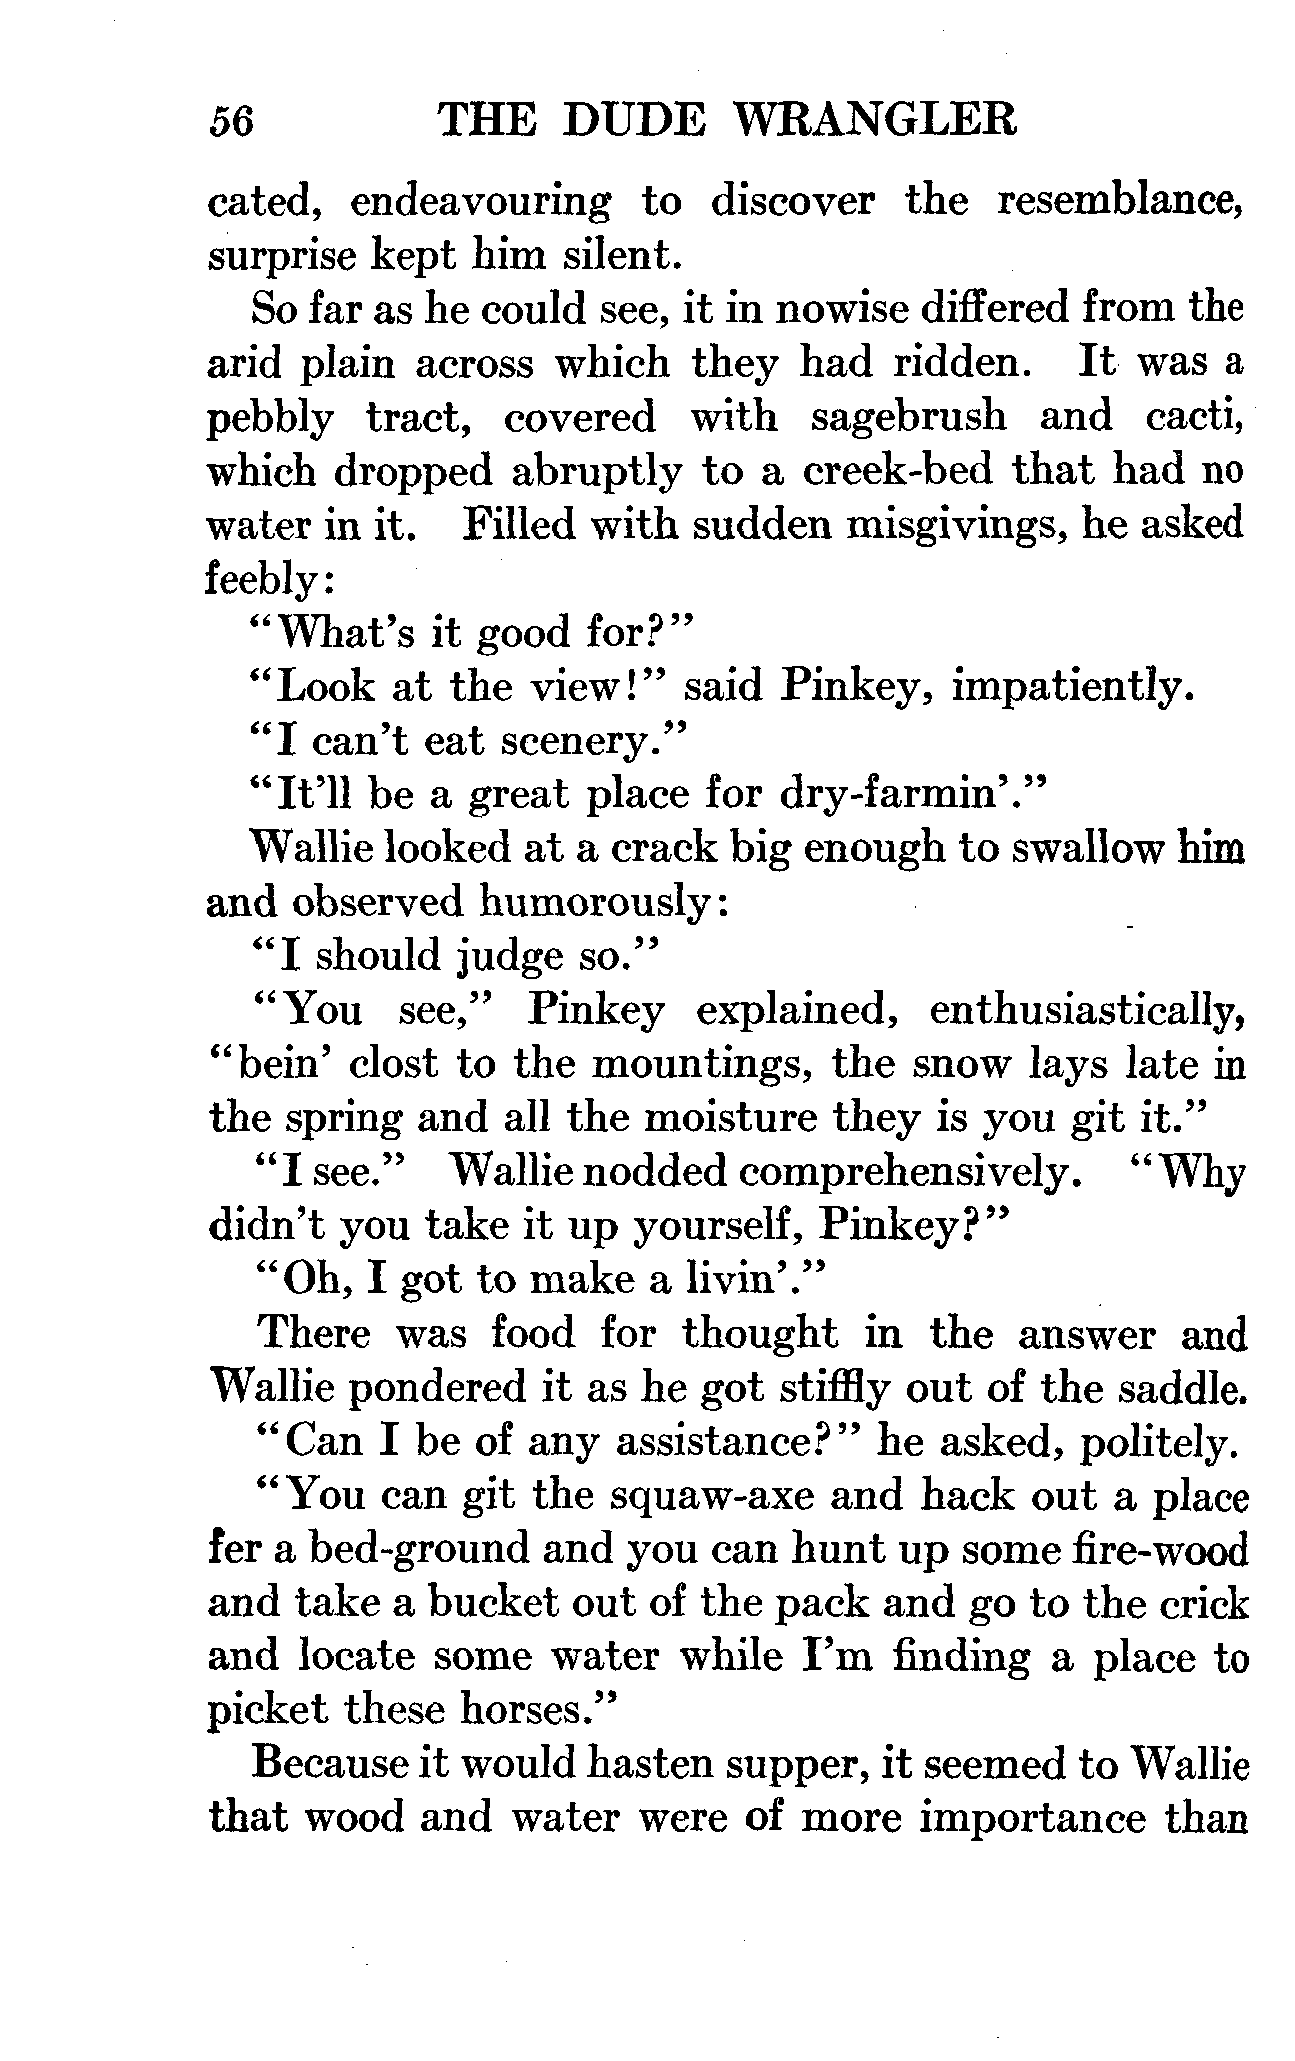 56 THE DUDE WRANGLER
cated, endeavouring to discover the resemblance,
surprise kept him silent.
So far as he could see, it in nowise differed from the
arid plain across which they had ridden. It was a
pebbly tract, covered with sagebrush and cacti,
which dropped abruptly to a creek-bed that had no
water in it. Filled with sudden misgivings, he asked
feebly:
"What's it good for?"
"Look at the view!" said Pinkey, impatiently.
"I can't eat scenery."
"It'll be a great place for dry-farmin'."
Wallie looked at a crack big enough to swallow him
and observed humorously:
"I should judge so."
"You see," Pinkey explained, enthusiastically,
"bein' clost to the mountings, the snow lays late in
the spring and all the moisture they is you git it."
"I see." Wallie nodded comprehensively. "Why
didn't you take it up yourself, Pinkey?"
"Oh, I got to make a livin'."
There was food for thought in the answer and
Wallie pondered it as he got stiffly out of the saddle.
"Can I be of any assistance?" he asked, politely.
"You can git the squaw-axe and hack out a place
fer a bed-ground and you can hunt up some fire-wood
and take a bucket out of the pack and go to the crick
and locate some water while I'm finding a place to
picket these horses."
Because it would hasten supper, it seemed to Wallie
that wood and water were of more importance than